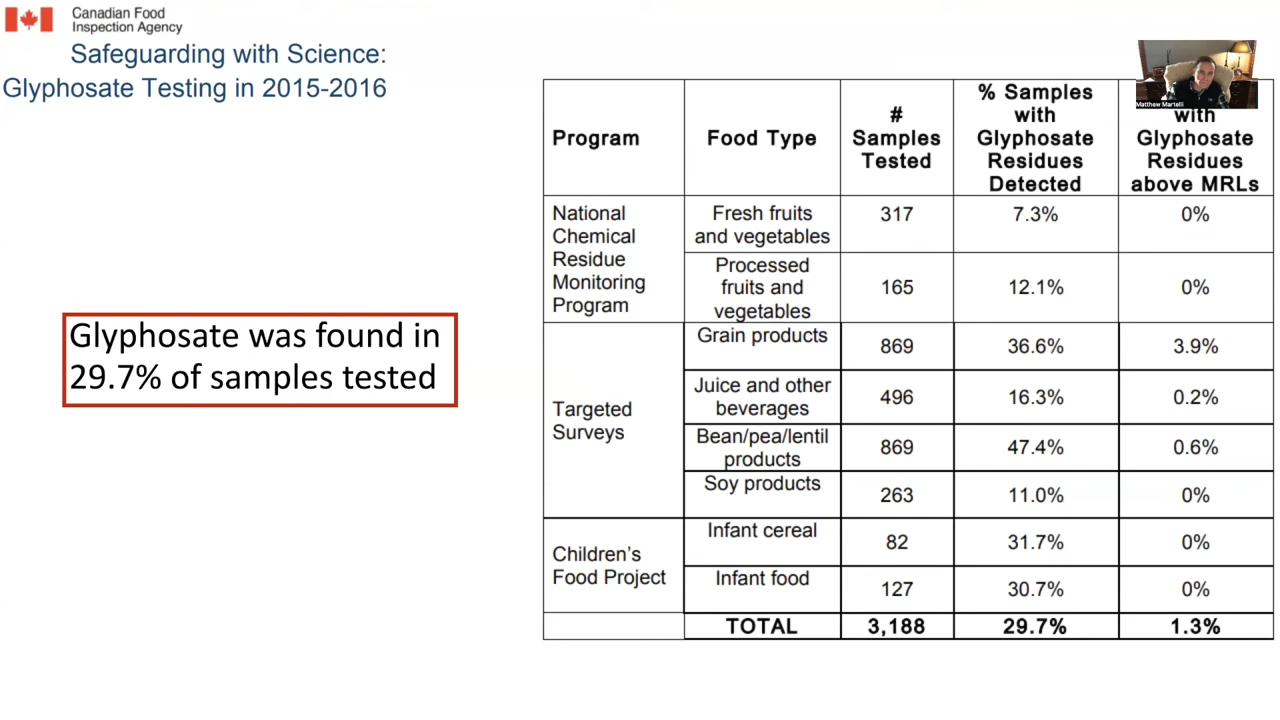 Canadian Food
Inspection Agency
Safeguarding with Science:
Glyphosate Testing in 2015-2016
Glyphosate was found in
29.7% of samples tested
Matthew Martelli
Program
Food Type
#
Samples
Tested
% Samples
with
Glyphosate
Residues
Detected
with
Glyphosate
Residues
above MRLs
National
Chemical
Residue
Monitoring
Program
Fresh fruits
and vegetables
317
7.3%
0%
Processed
fruits and
vegetables
165
12.1%
0%
Targeted
Surveys
Grain products
869
36.6%
3.9%
Juice and other
beverages
496
16.3%
0.2%
Bean/pea/lentil
products
869
47.4%
0.6%
Soy products
263
11.0%
0%
Children's
Food Project
Infant cereal
82
31.7%
0%
Infant food
127
30.7%
0%
TOTAL
3,188
29.7%
1.3%